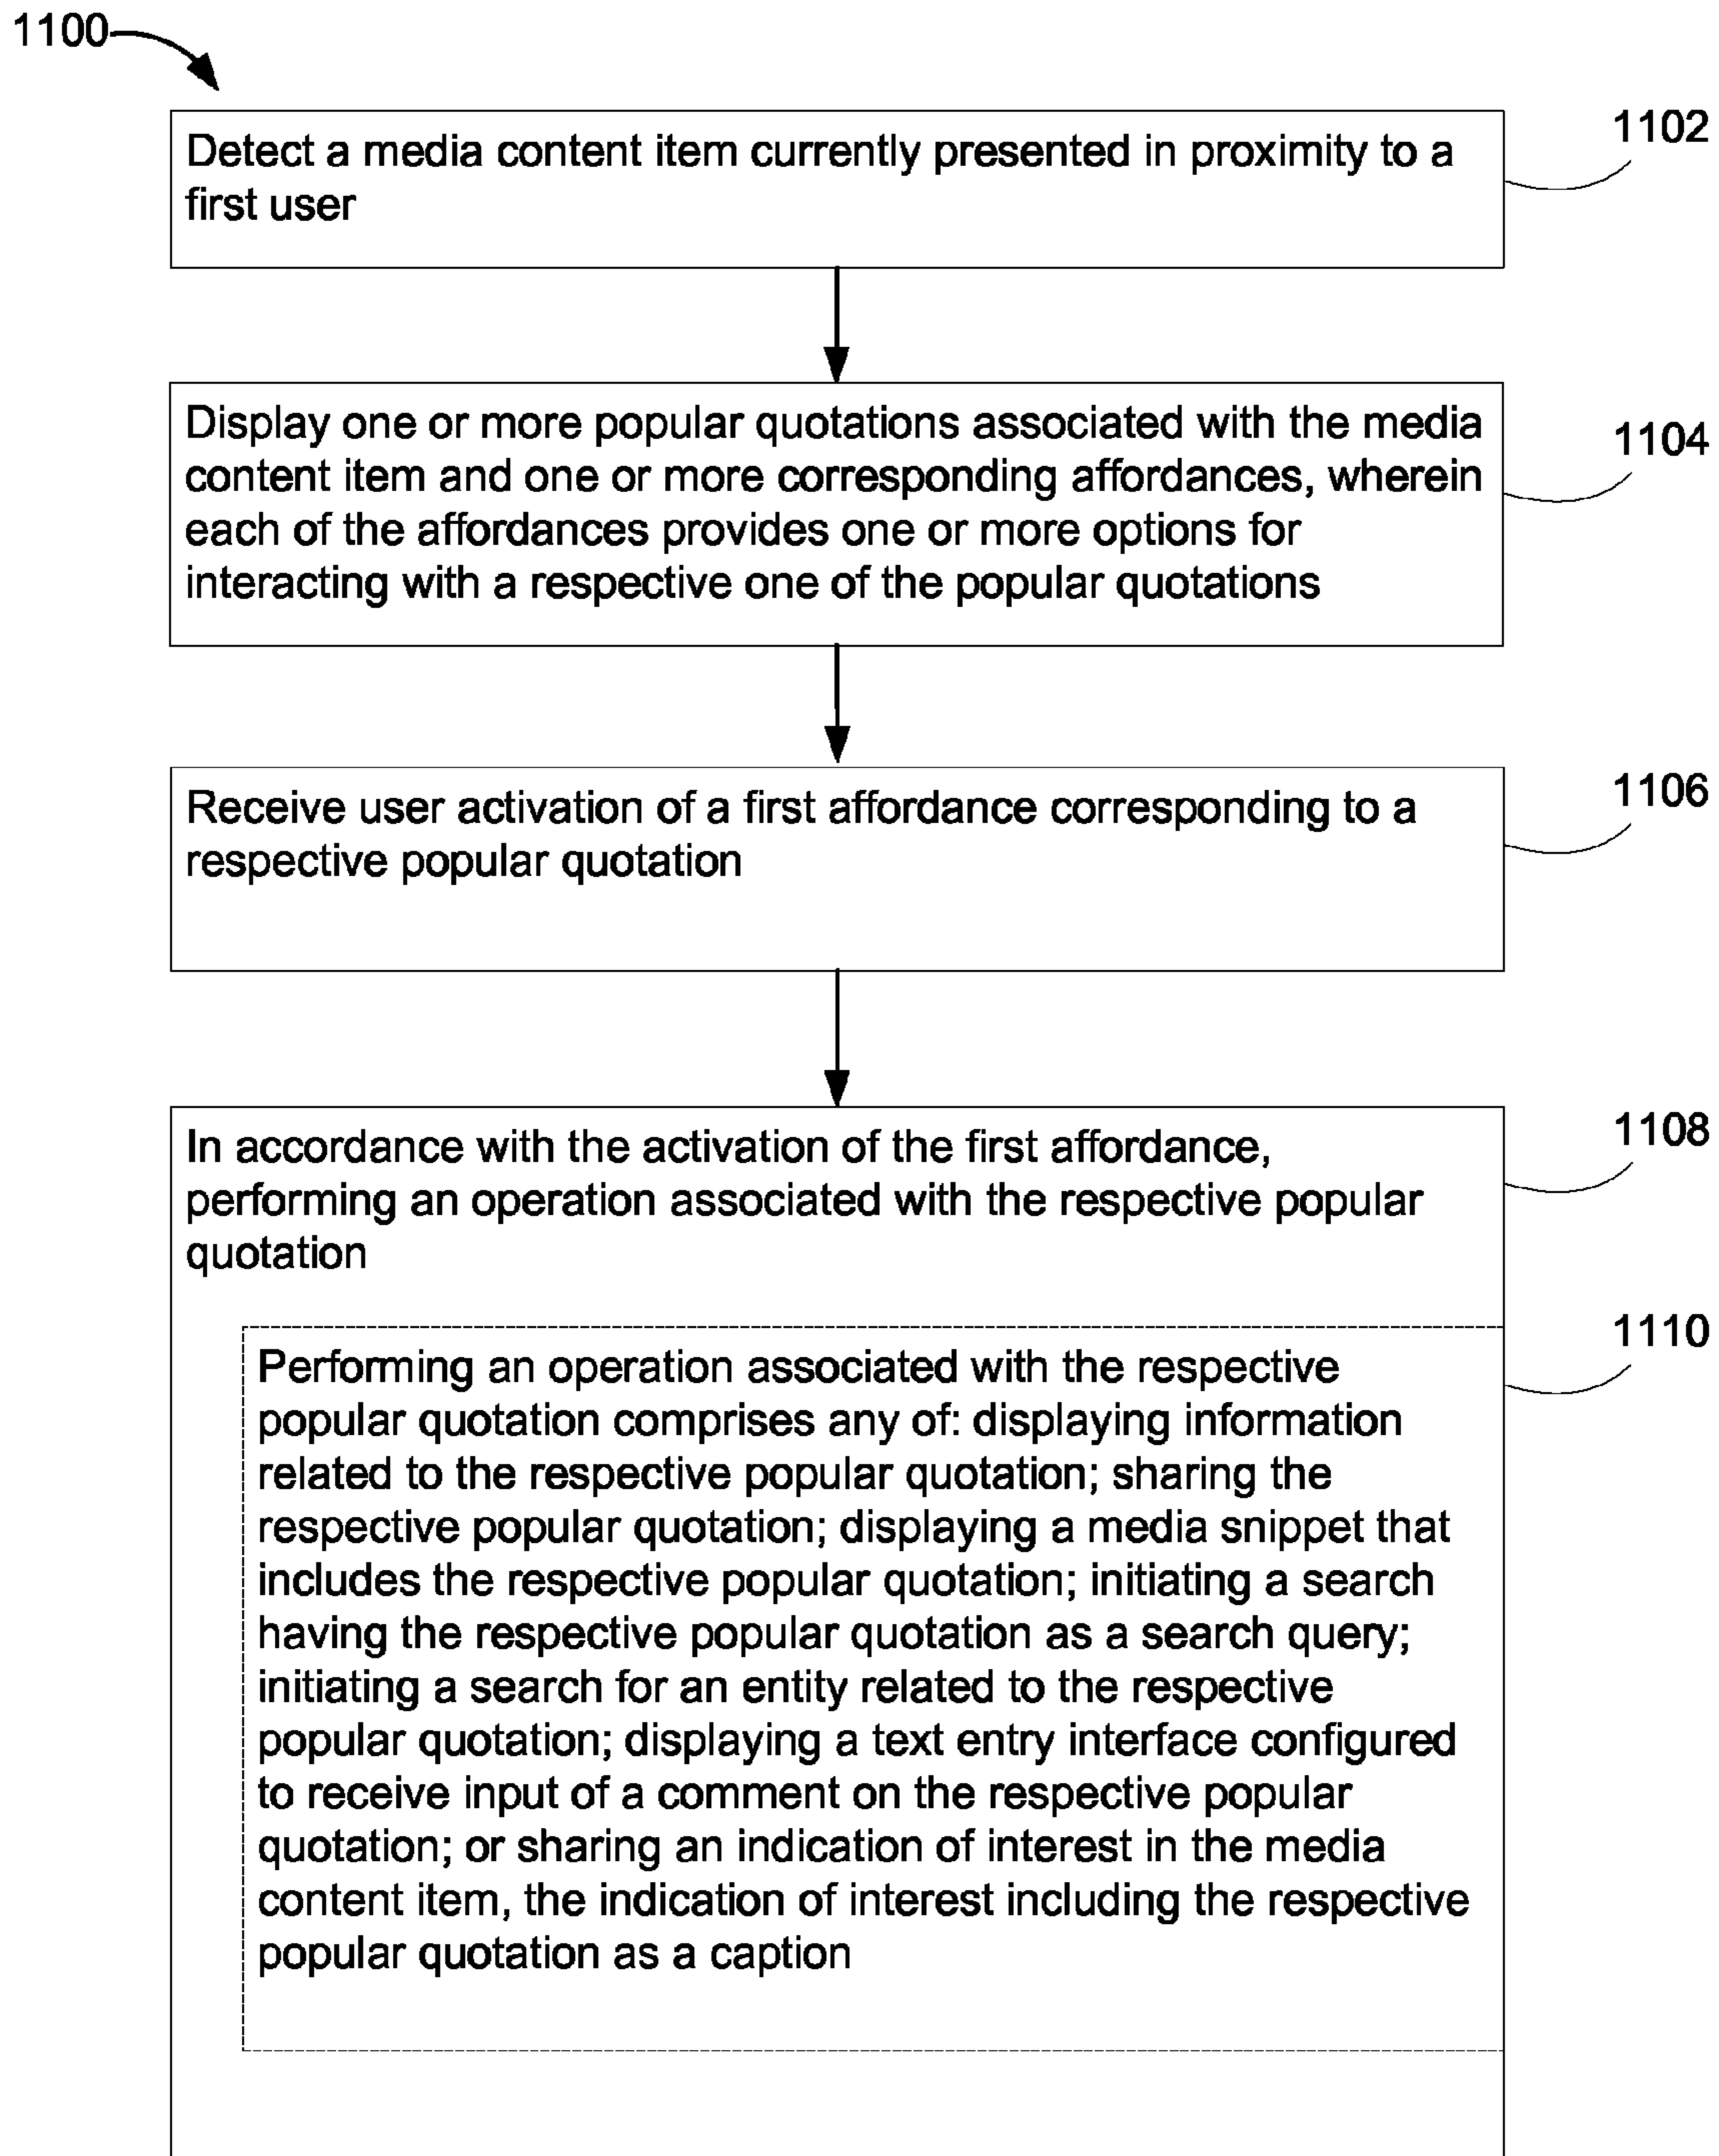 1100
Detect a media content item currently presented in proximity to a
first user
1102
Display one or more popular quotations associated with the media
content item and one or more corresponding affordances, wherein
each of the affordances provides one or more options for
interacting with a respective one of the popular quotations
1104
Receive user activation of a first affordance corresponding to a
respective popular quotation
1106
In accordance with the activation of the first affordance,
performing an operation associated with the respective popular
quotation
1108
Performing an operation associated with the respective
popular quotation comprises any of: displaying information
related to the respective popular quotation; sharing the
respective popular quotation; displaying a media snippet that
includes the respective popular quotation; initiating a search
having the respective popular quotation as a search query;
initiating a search for an entity related to the respective
popular quotation; displaying a text entry interface configured
to receive input of a comment on the respective popular
quotation; or sharing an indication of interest in the media
content item, the indication of interest including the respective
popular quotation as a caption
1110